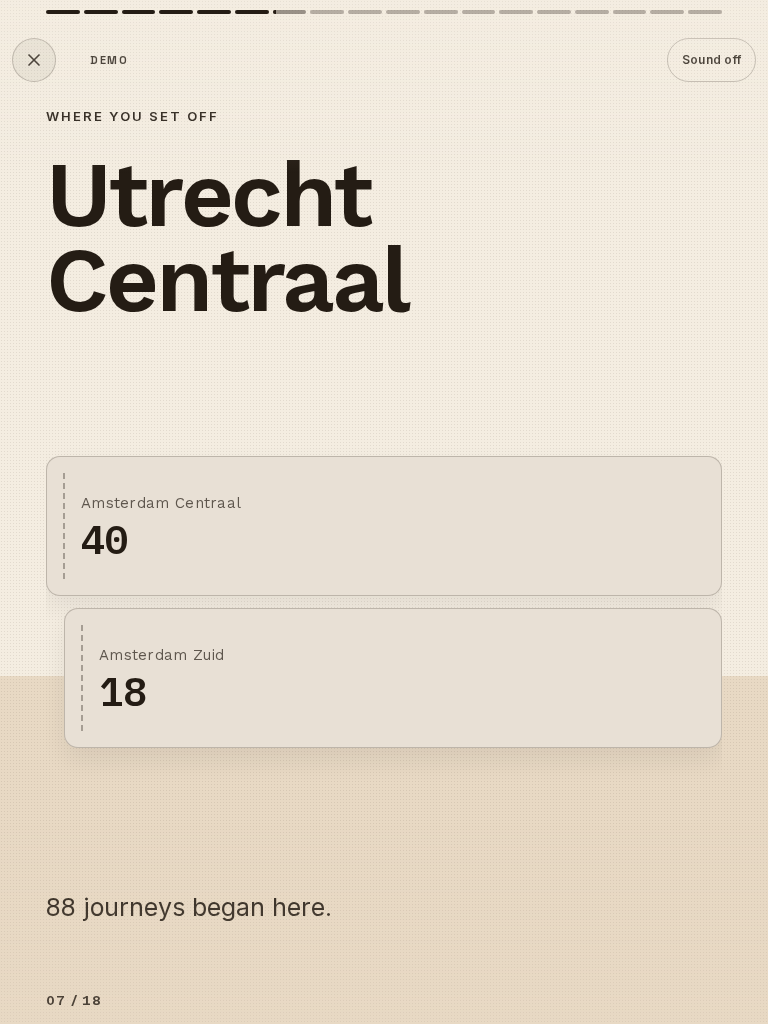 DEMO
Sound off
WHERE YOU SET OFF
Utrecht
Centraal
Amsterdam Centraal
40
Amsterdam Zuid
18
88 journeys began here.
07 / 18